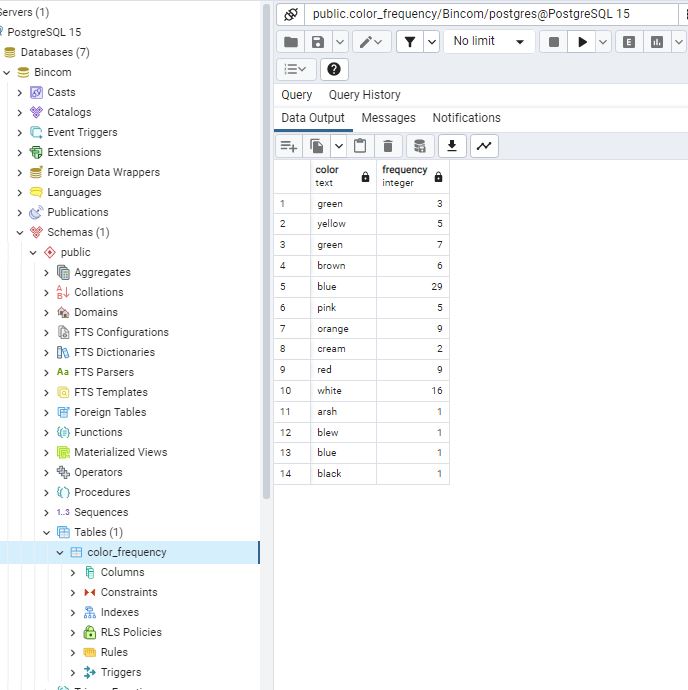 Servers (1)
PostgreSQL 15
Databases (7)
Bincom
Casts
Catalogs
Event Triggers
Extensions
Foreign Data Wrappers
Languages
Publications
Schemas (1)
public
Aggregates
Collations
Domains
FTS Configurations
FTS Dictionaries
Aa FTS Parsers
FTS Templates
Foreign Tables
Functions
Materialized Views
Operators
Procedures
1..3 Sequences
Tables (1)
color_frequency
Columns
Constraints
Indexes
RLS Policies
Rules
Triggers
public.color_frequency/Bincom/postgres@PostgreSQL 15
No limit
E
Query Query History
Data Output Messages Notifications
color frequency
text integer
1 green 3
2 yellow 5
3 green 7
4 brown 6
5 blue 29
6 pink 5
7 orange 9
8 cream 2
9 red 9
10 white 16
11 arsh 1
12 blew 1
13 blue 1
14 black 1